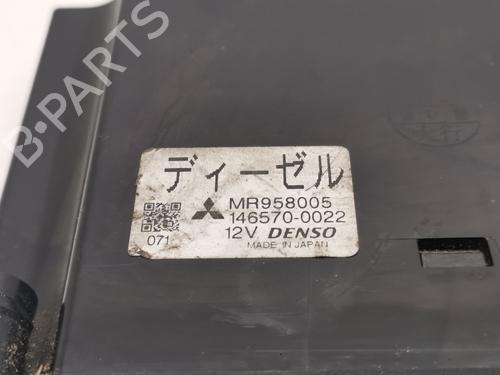 B-PARTS
ディーゼル
MR958005
146570-0022
071
12V DENSO
MADE IN JAPAN